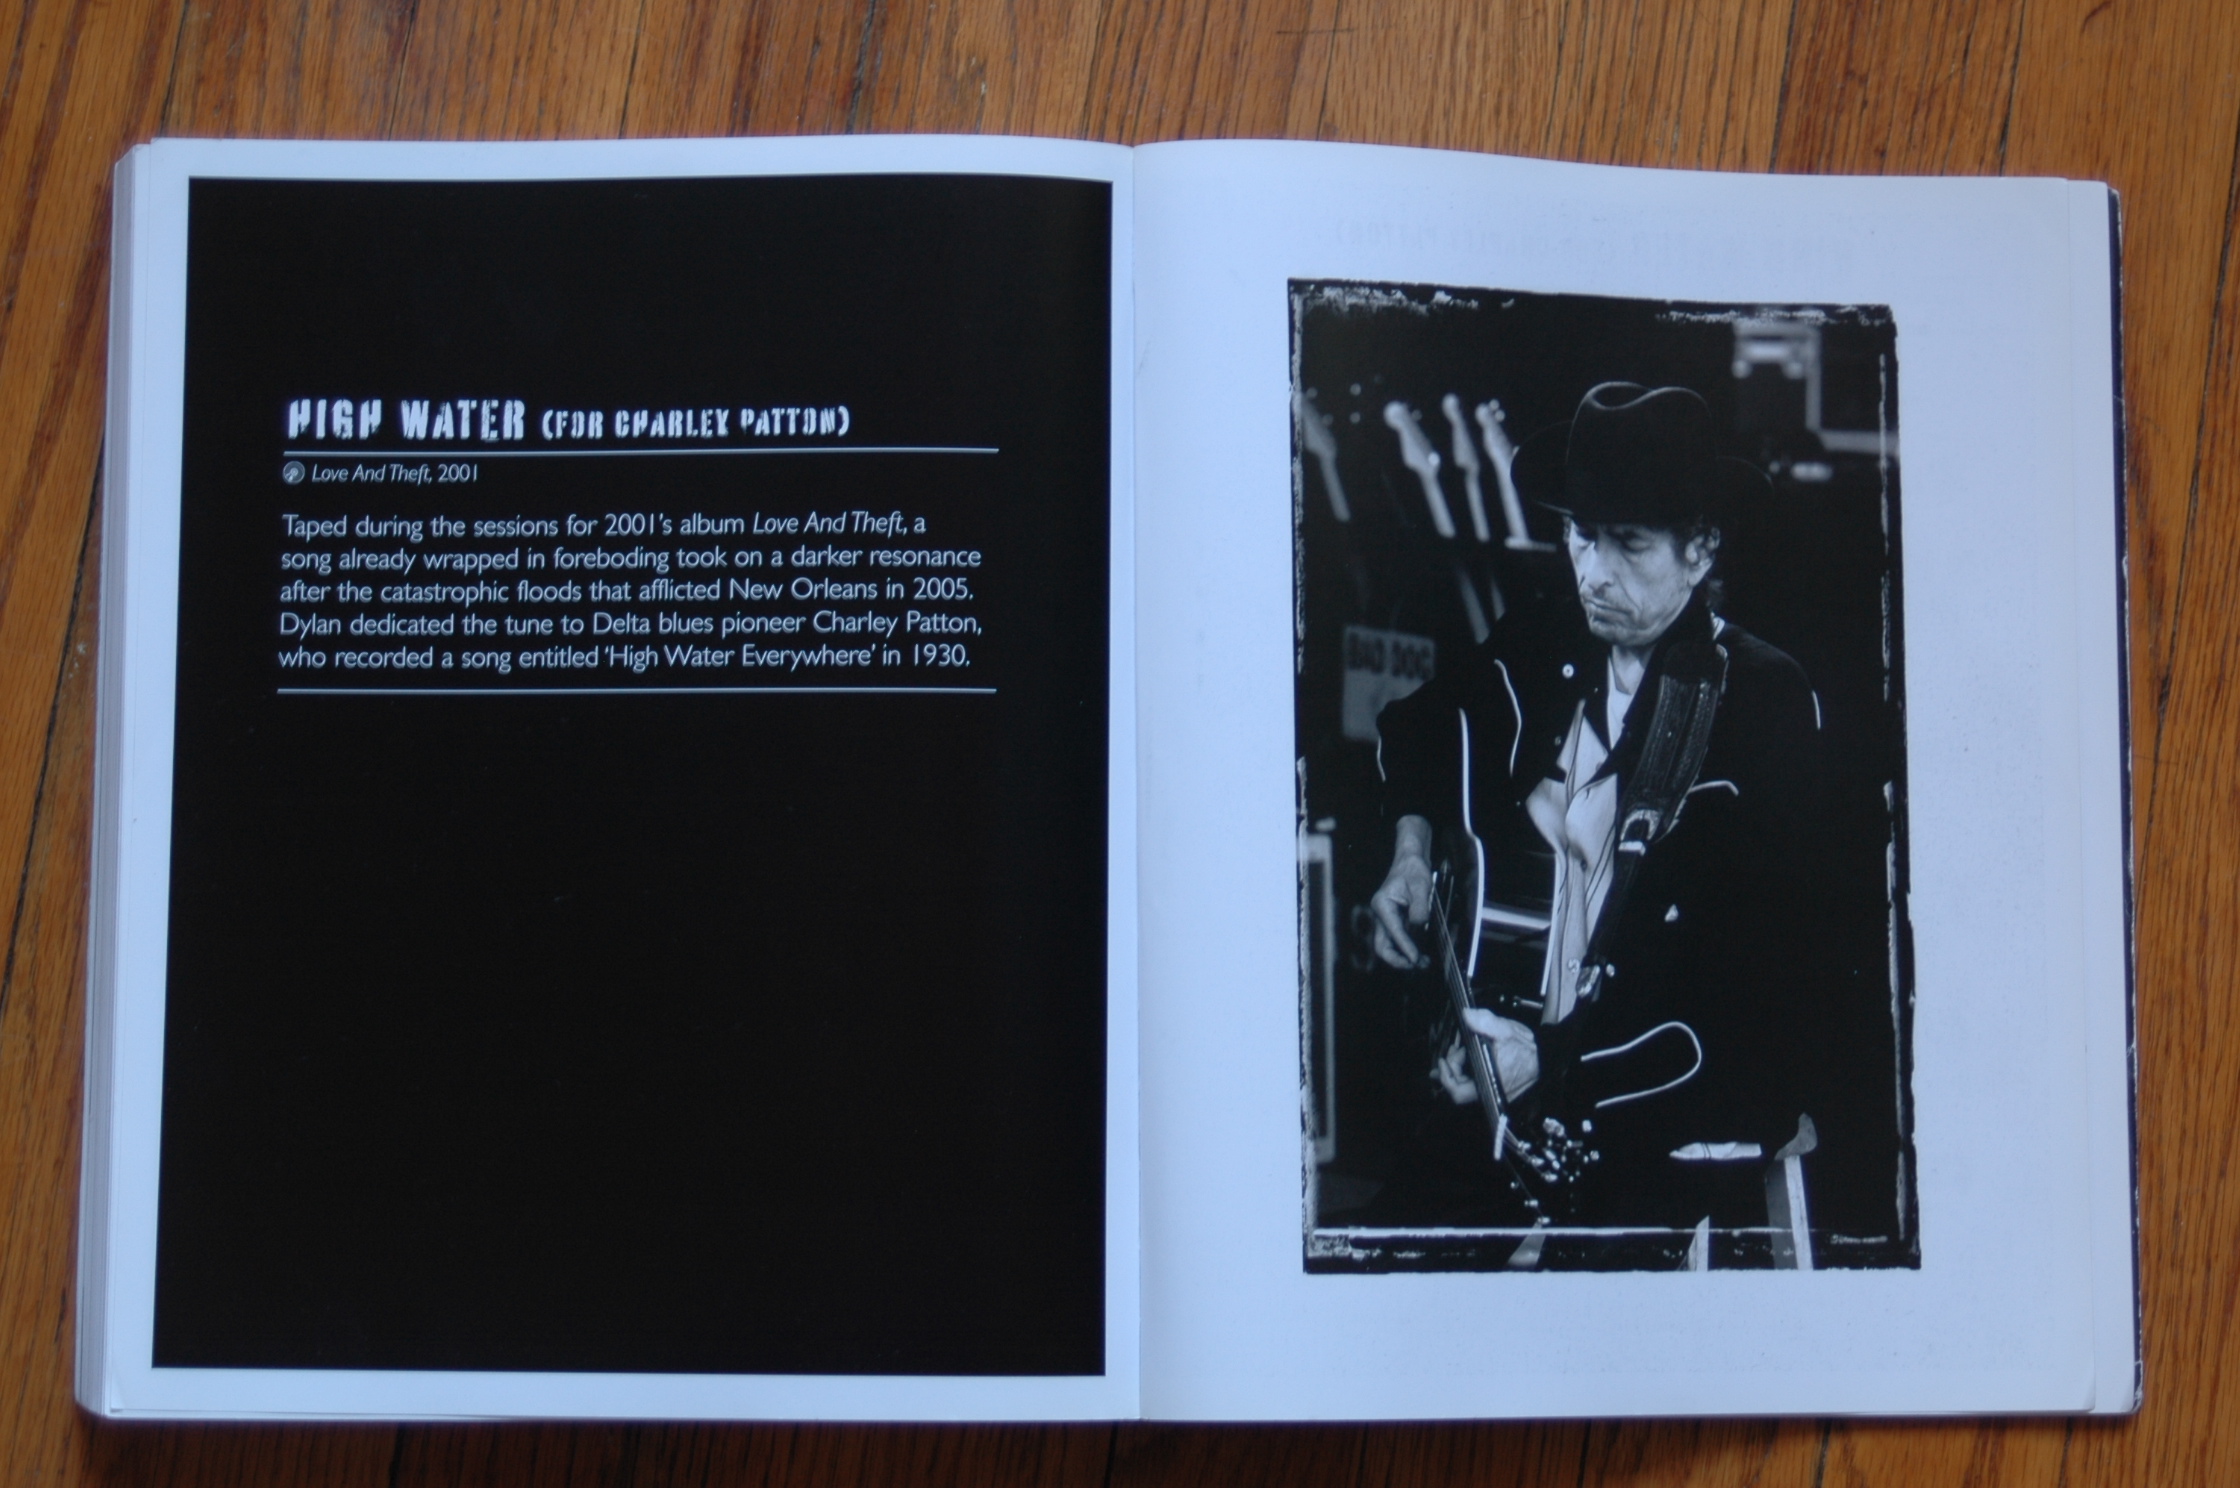 HIGH WATER (FOR CHARLEY PATTON)
Love And Theft, 2001
Taped during the sessions for 2001's album Love And Theft, a
song already wrapped in foreboding took on a darker resonance
after the catastrophic floods that afflicted New Orleans in 2005.
Dylan dedicated the tune to Delta blues pioneer Charley Patton,
who recorded a song entitled 'High Water Everywhere' in 1930.